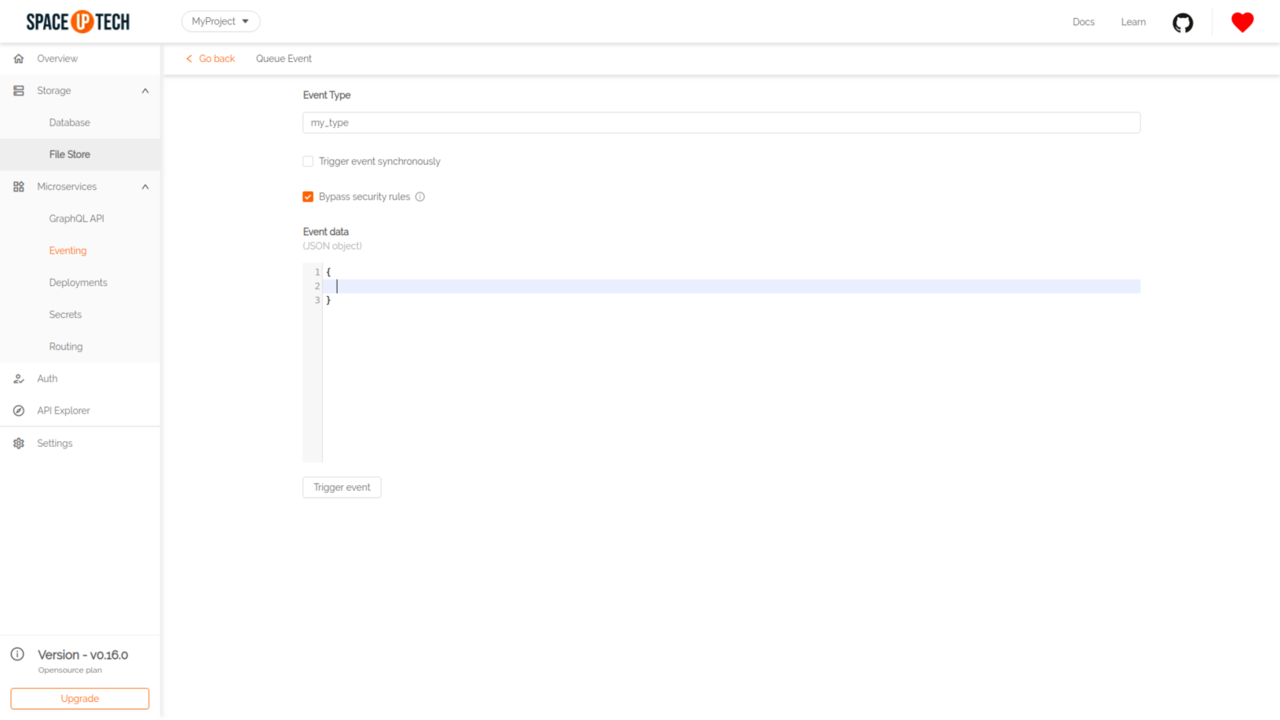 SPACE UP TECH
MyProject
Docs
Learn
Overview
Storage
Database
File Store
Microservices
GraphQL API
Eventing
Deployments
Secrets
Routing
Auth
API Explorer
Settings
Version - v0.16.0
Opensource plan
Upgrade
Go back
Queue Event
Event Type
my_type
Trigger event synchronously
Bypass security rules
Event data
(JSON object)
1 {
2
3 }
Trigger event